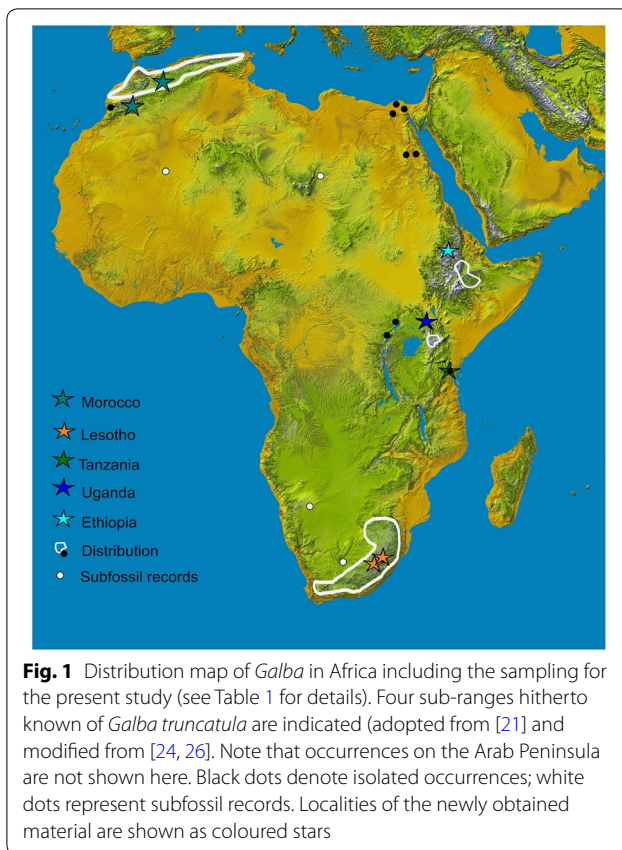 Morocco
Lesotho
Tanzania
Uganda
Ethiopia
Distribution
Subfossil records
Fig. 1 Distribution map of Galba in Africa including the sampling for
the present study (see Table 1 for details). Four sub-ranges hitherto
known of Galba truncatula are indicated (adopted from [21] and
modified from [24, 26]. Note that occurrences on the Arab Peninsula
are not shown here. Black dots denote isolated occurrences; white
dots represent subfossil records. Localities of the newly obtained
material are shown as coloured stars